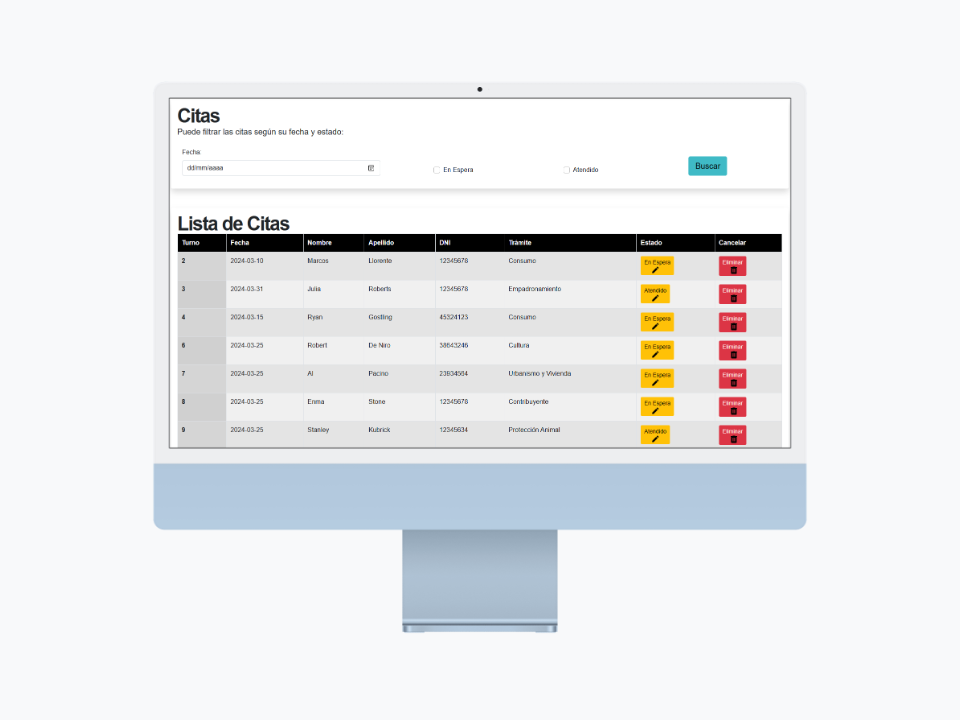 Citas
Puede filtrar las citas según su fecha y estado:
Fecha:
dd/mm/aaaa
En Espera
Atendido
Buscar
Lista de Citas
Turno Fecha Nombre Apellido DNI Trámite Estado Cancelar
2 2024-03-10 Marcos Llorente 12345678 Consumo En Espera Eliminar
3 2024-03-31 Julia Roberts 12345678 Empadronamiento Atendido Eliminar
4 2024-03-15 Ryan Gosling 45324123 Consumo En Espera Eliminar
6 2024-03-25 Robert De Niro 38643246 Cultura En Espera Eliminar
7 2024-03-25 Al Pacino 23834584 Urbanismo y Vivienda En Espera Eliminar
8 2024-03-25 Emma Stone 12345678 Contribuyente En Espera Eliminar
9 2024-03-25 Stanley Kubrick 12345634 Protección Animal Atendido Eliminar